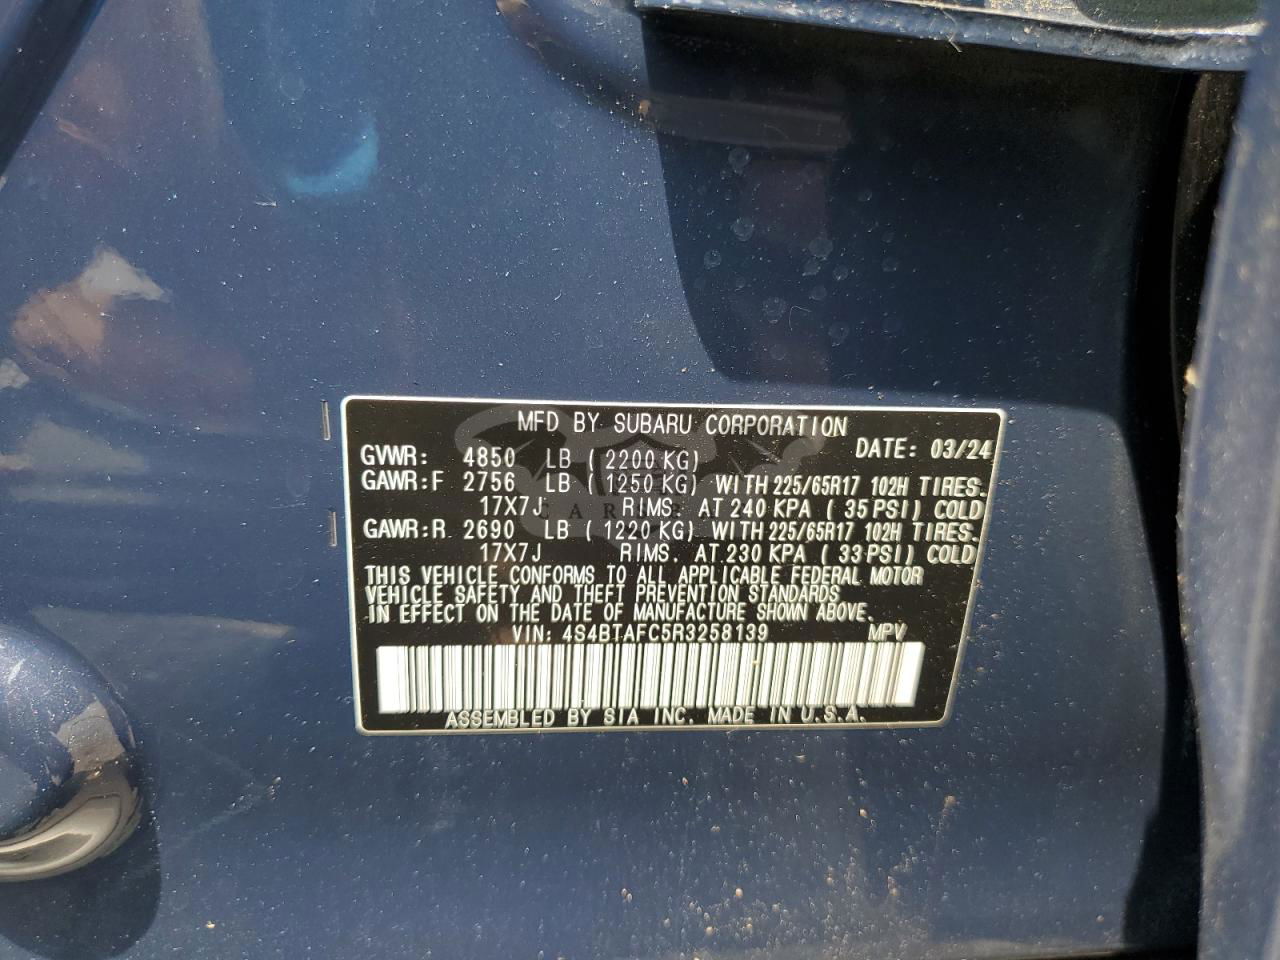 MFD BY SUBARU CORPORATION
DATE: 03/24
GVWR: 4850 LB (2200 KG)
GAWR:F 2756 LB (1250 KG) WITH 225/65R17 102H TIRES.
17X7J RIMS. AT 240 KPA (35 PSI) COLD
GAWR:R 2690 LB (1220 KG) WITH 225/65R17 102H TIRES.
17X7J RIMS. AT 230 KPA (33 PSI) COLD
THIS VEHICLE CONFORMS TO ALL APPLICABLE FEDERAL MOTOR
VEHICLE SAFETY AND THEFT PREVENTION STANDARDS
IN EFFECT ON THE DATE OF MANUFACTURE SHOWN ABOVE.
VIN: 4S4BTAFC5R3258139 MPV
ASSEMBLED BY SIA INC. MADE IN U.S.A.